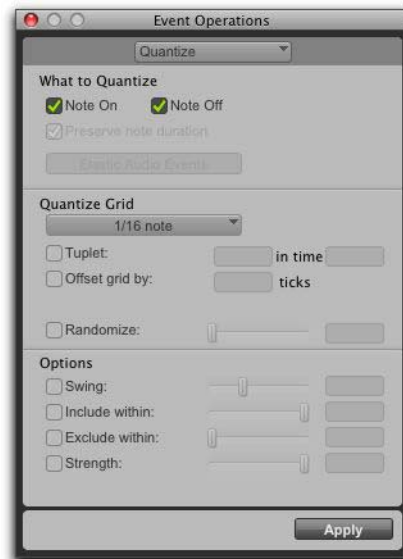 Event Operations
Quantize
What to Quantize
Note On Note Off
Preserve note duration
Elastic Audio Events
Quantize Grid
1/16 note
Tuplet: in time
Offset grid by: ticks
Randomize:
Options
Swing:
Include within:
Exclude within:
Strength:
Apply